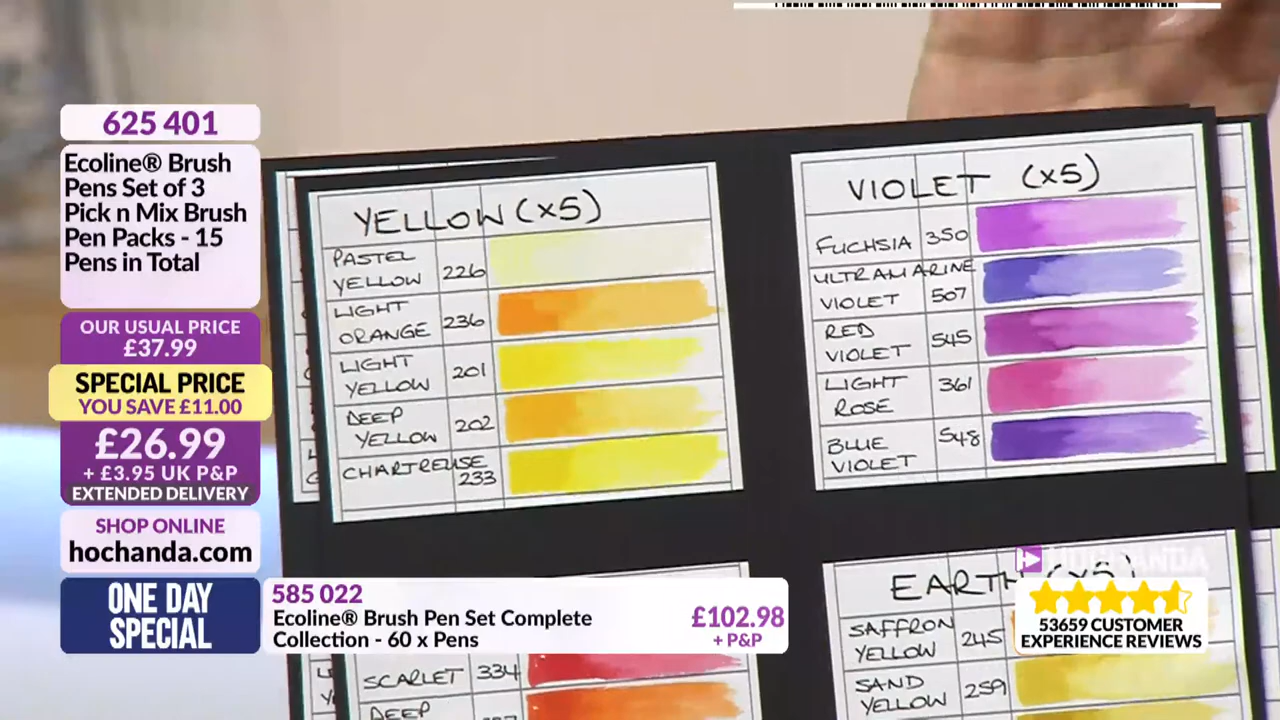 625 401
Ecoline® Brush
Pens Set of 3
Pick n Mix Brush
Pen Packs - 15
Pens in Total
OUR USUAL PRICE
£37.99
SPECIAL PRICE
YOU SAVE £11.00
£26.99
+ £3.95 UK P&P
EXTENDED DELIVERY
SHOP ONLINE
hochanda.com
ONE DAY
SPECIAL
585 022
Ecoline® Brush Pen Set Complete
Collection - 60 x Pens
£102.98
+ P&P
YELLOW (x5)
PASTEL
YELLOW 226
LIGHT
ORANGE 236
LIGHT
YELLOW 201
DEEP
YELLOW 202
CHARTREUSE
233
VIOLET (x5)
FUCHSIA 350
ULTRAMARINE
VIOLET 507
RED
VIOLET 545
LIGHT
ROSE 361
BLUE
VIOLET 548
SCARLET 334
DEEP
EARTH (x5)
SAFFRON
YELLOW 245
SAND
YELLOW 259
HOCHANDA
53659 CUSTOMER
EXPERIENCE REVIEWS